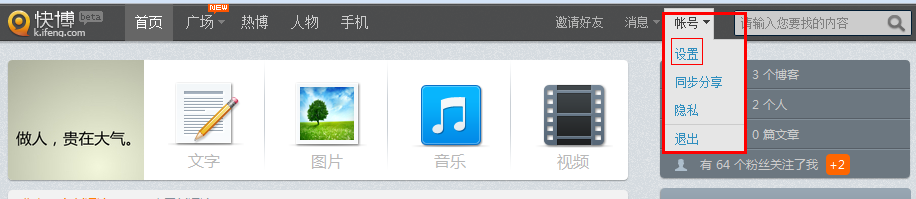 快博 beta
k.ifeng.com
首页 广场 NEW 热博 人物 手机 邀请好友 消息 帐号 请输入您要找的内容
设置
同步分享
隐私
退出
3 个博客
2 个人
0 篇文章
有 64 个粉丝关注了我 +2
做人，贵在大气。
文字 图片 音乐 视频